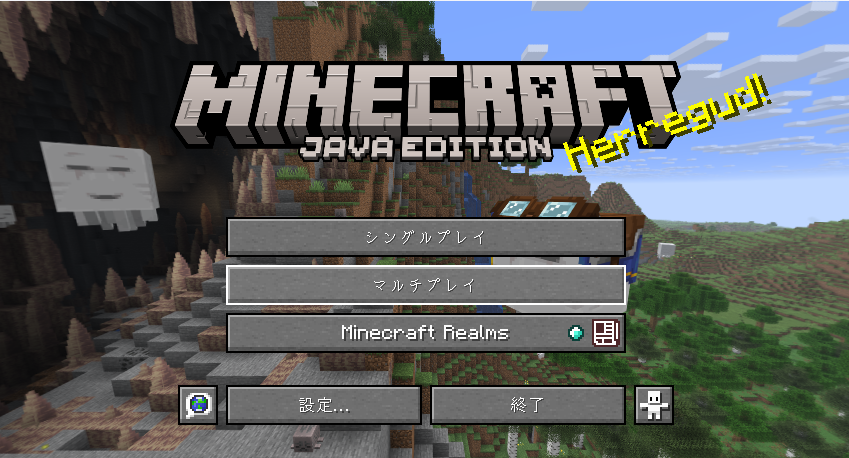 MINECRAFT
JAVA EDITION
Herregud!
シングルプレイ
マルチプレイ
Minecraft Realms
設定...
終了